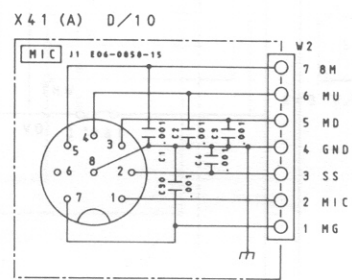 X41 (A) D/10
MIC J1 E06-0858-15
W2
7 8M
6 MU
5 MD
4 GND
3 SS
2 MIC
1 MG
5
4
3
6
8
2
7
1
C1 .001
C2 .001
C3 .001
C4 .001
C50 .001